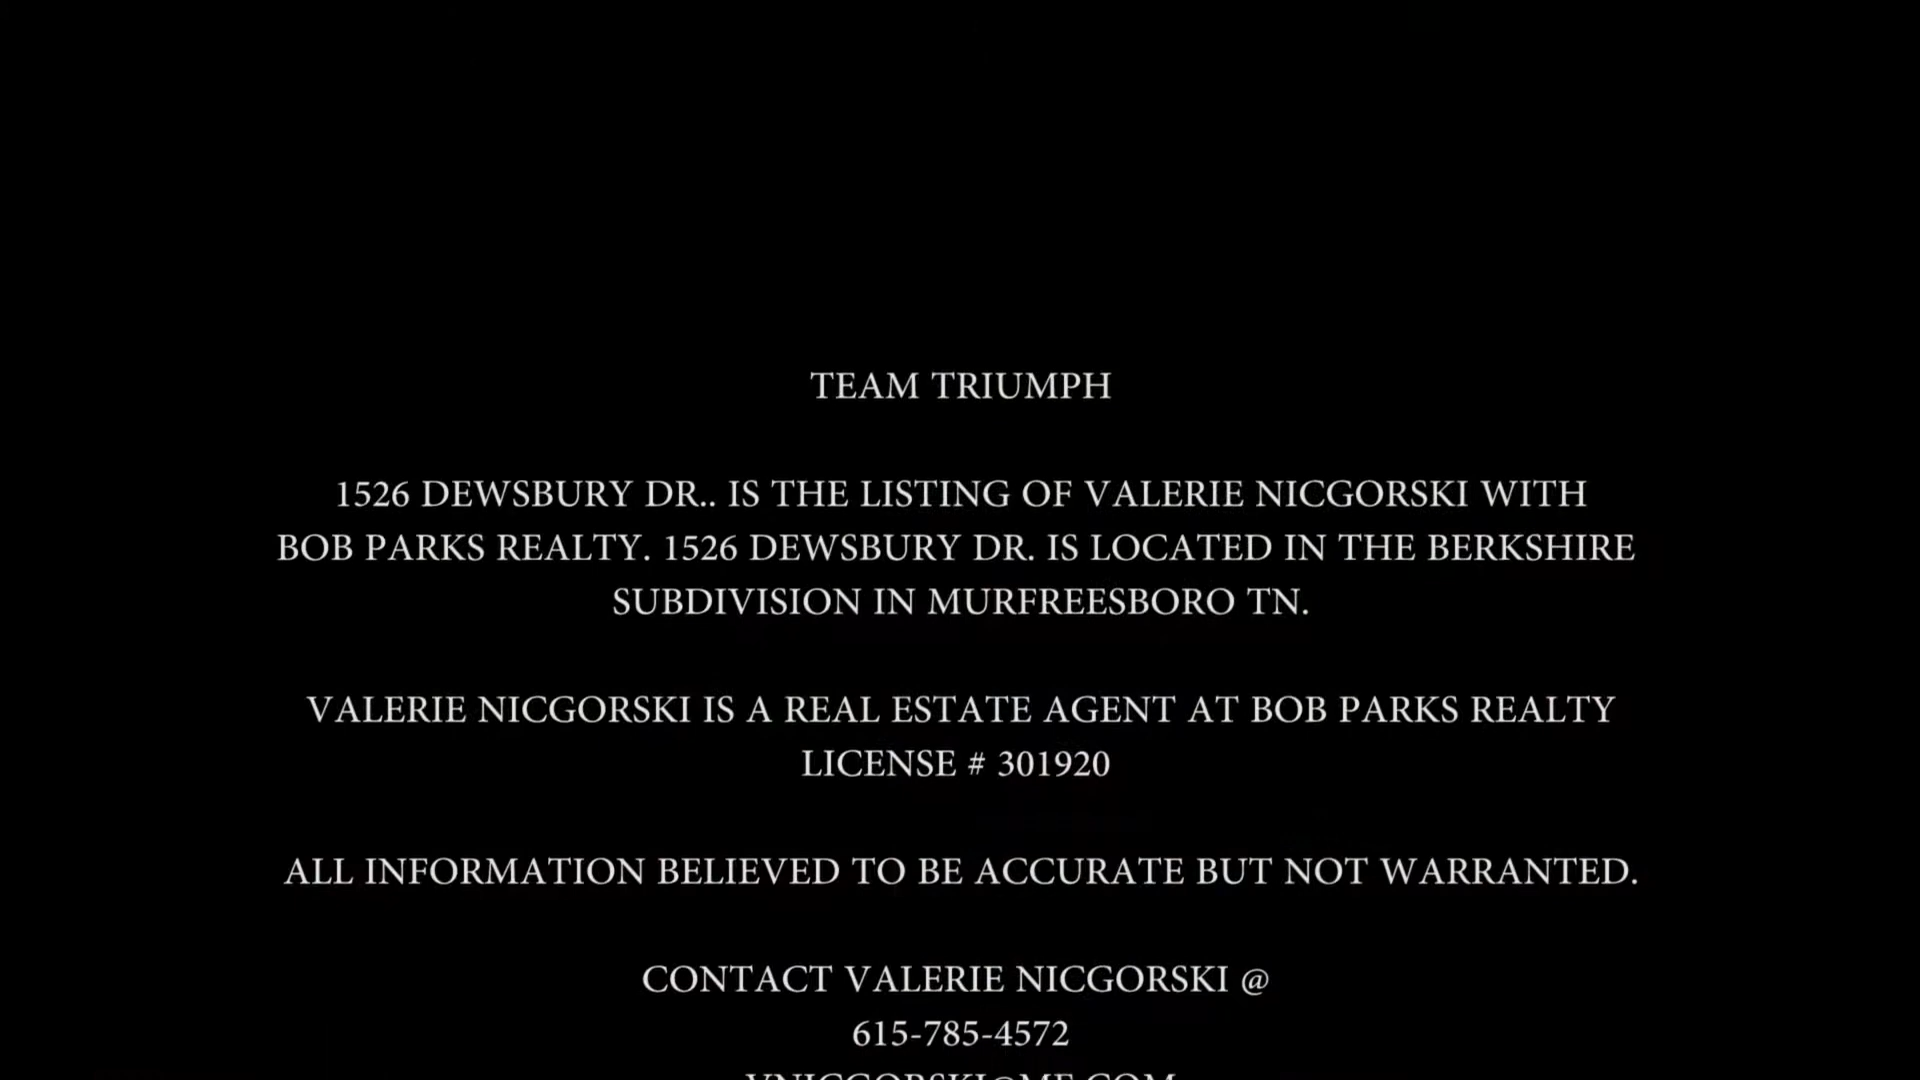 TEAM TRIUMPH
1526 DEWSBURY DR.. IS THE LISTING OF VALERIE NICGORSKI WITH
BOB PARKS REALTY. 1526 DEWSBURY DR. IS LOCATED IN THE BERKSHIRE
SUBDIVISION IN MURFREESBORO TN.
VALERIE NICGORSKI IS A REAL ESTATE AGENT AT BOB PARKS REALTY
LICENSE # 301920
ALL INFORMATION BELIEVED TO BE ACCURATE BUT NOT WARRANTED.
CONTACT VALERIE NICGORSKI @
615-785-4572